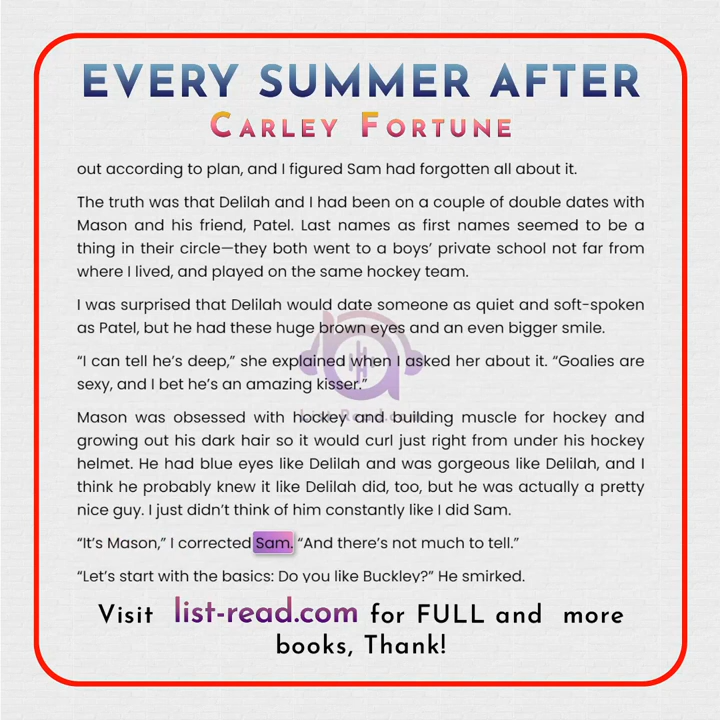 EVERY SUMMER AFTER
CARLEY FORTUNE
out according to plan, and I figured Sam had forgotten all about it.
The truth was that Delilah and I had been on a couple of double dates with
Mason and his friend, Patel. Last names as first names seemed to be a
thing in their circle—they both went to a boys’ private school not far from
where I lived, and played on the same hockey team.
I was surprised that Delilah would date someone as quiet and soft-spoken
as Patel, but he had these huge brown eyes and an even bigger smile.
“I can tell he’s deep,” she explained when I asked her about it. “Goalies are
sexy, and I bet he’s an amazing kisser.”
Mason was obsessed with hockey and building muscle for hockey and
growing out his dark hair so it would curl just right from under his hockey
helmet. He had blue eyes like Delilah and was gorgeous like Delilah, and I
think he probably knew it like Delilah did, too, but he was actually a pretty
nice guy. I just didn’t think of him constantly like I did Sam.
“It’s Mason,” I corrected Sam. “And there’s not much to tell.”
“Let’s start with the basics: Do you like Buckley?” He smirked.
Visit list-read.com for FULL and more
books, Thank!